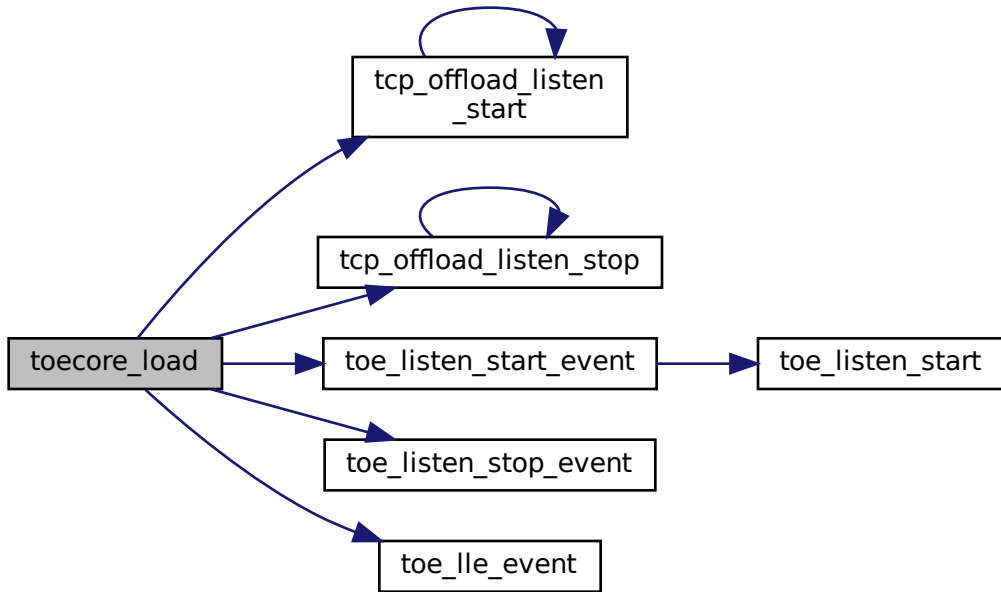 tcp_offload_listen
_start
tcp_offload_listen_stop
toecore_load
toe_listen_start_event
toe_listen_start
toe_listen_stop_event
toe_lle_event